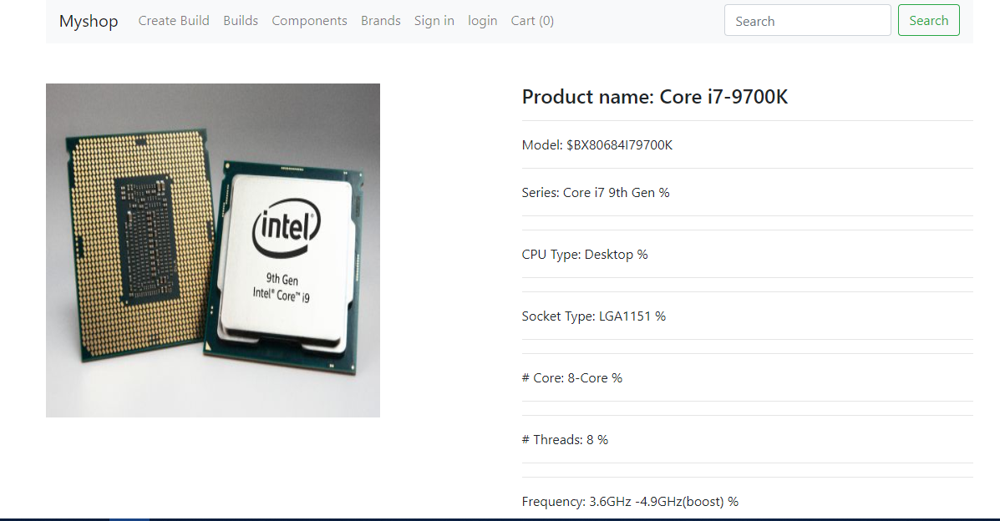 Myshop Create Build Builds Components Brands Sign in login Cart (0) Search Search
Product name: Core i7-9700K
Model: $BX80684I79700K
Series: Core i7 9th Gen %
CPU Type: Desktop %
Socket Type: LGA1151 %
# Core: 8-Core %
# Threads: 8 %
Frequency: 3.6GHz -4.9GHz(boost) %
intel®
9th Gen
Intel® Core™ i9